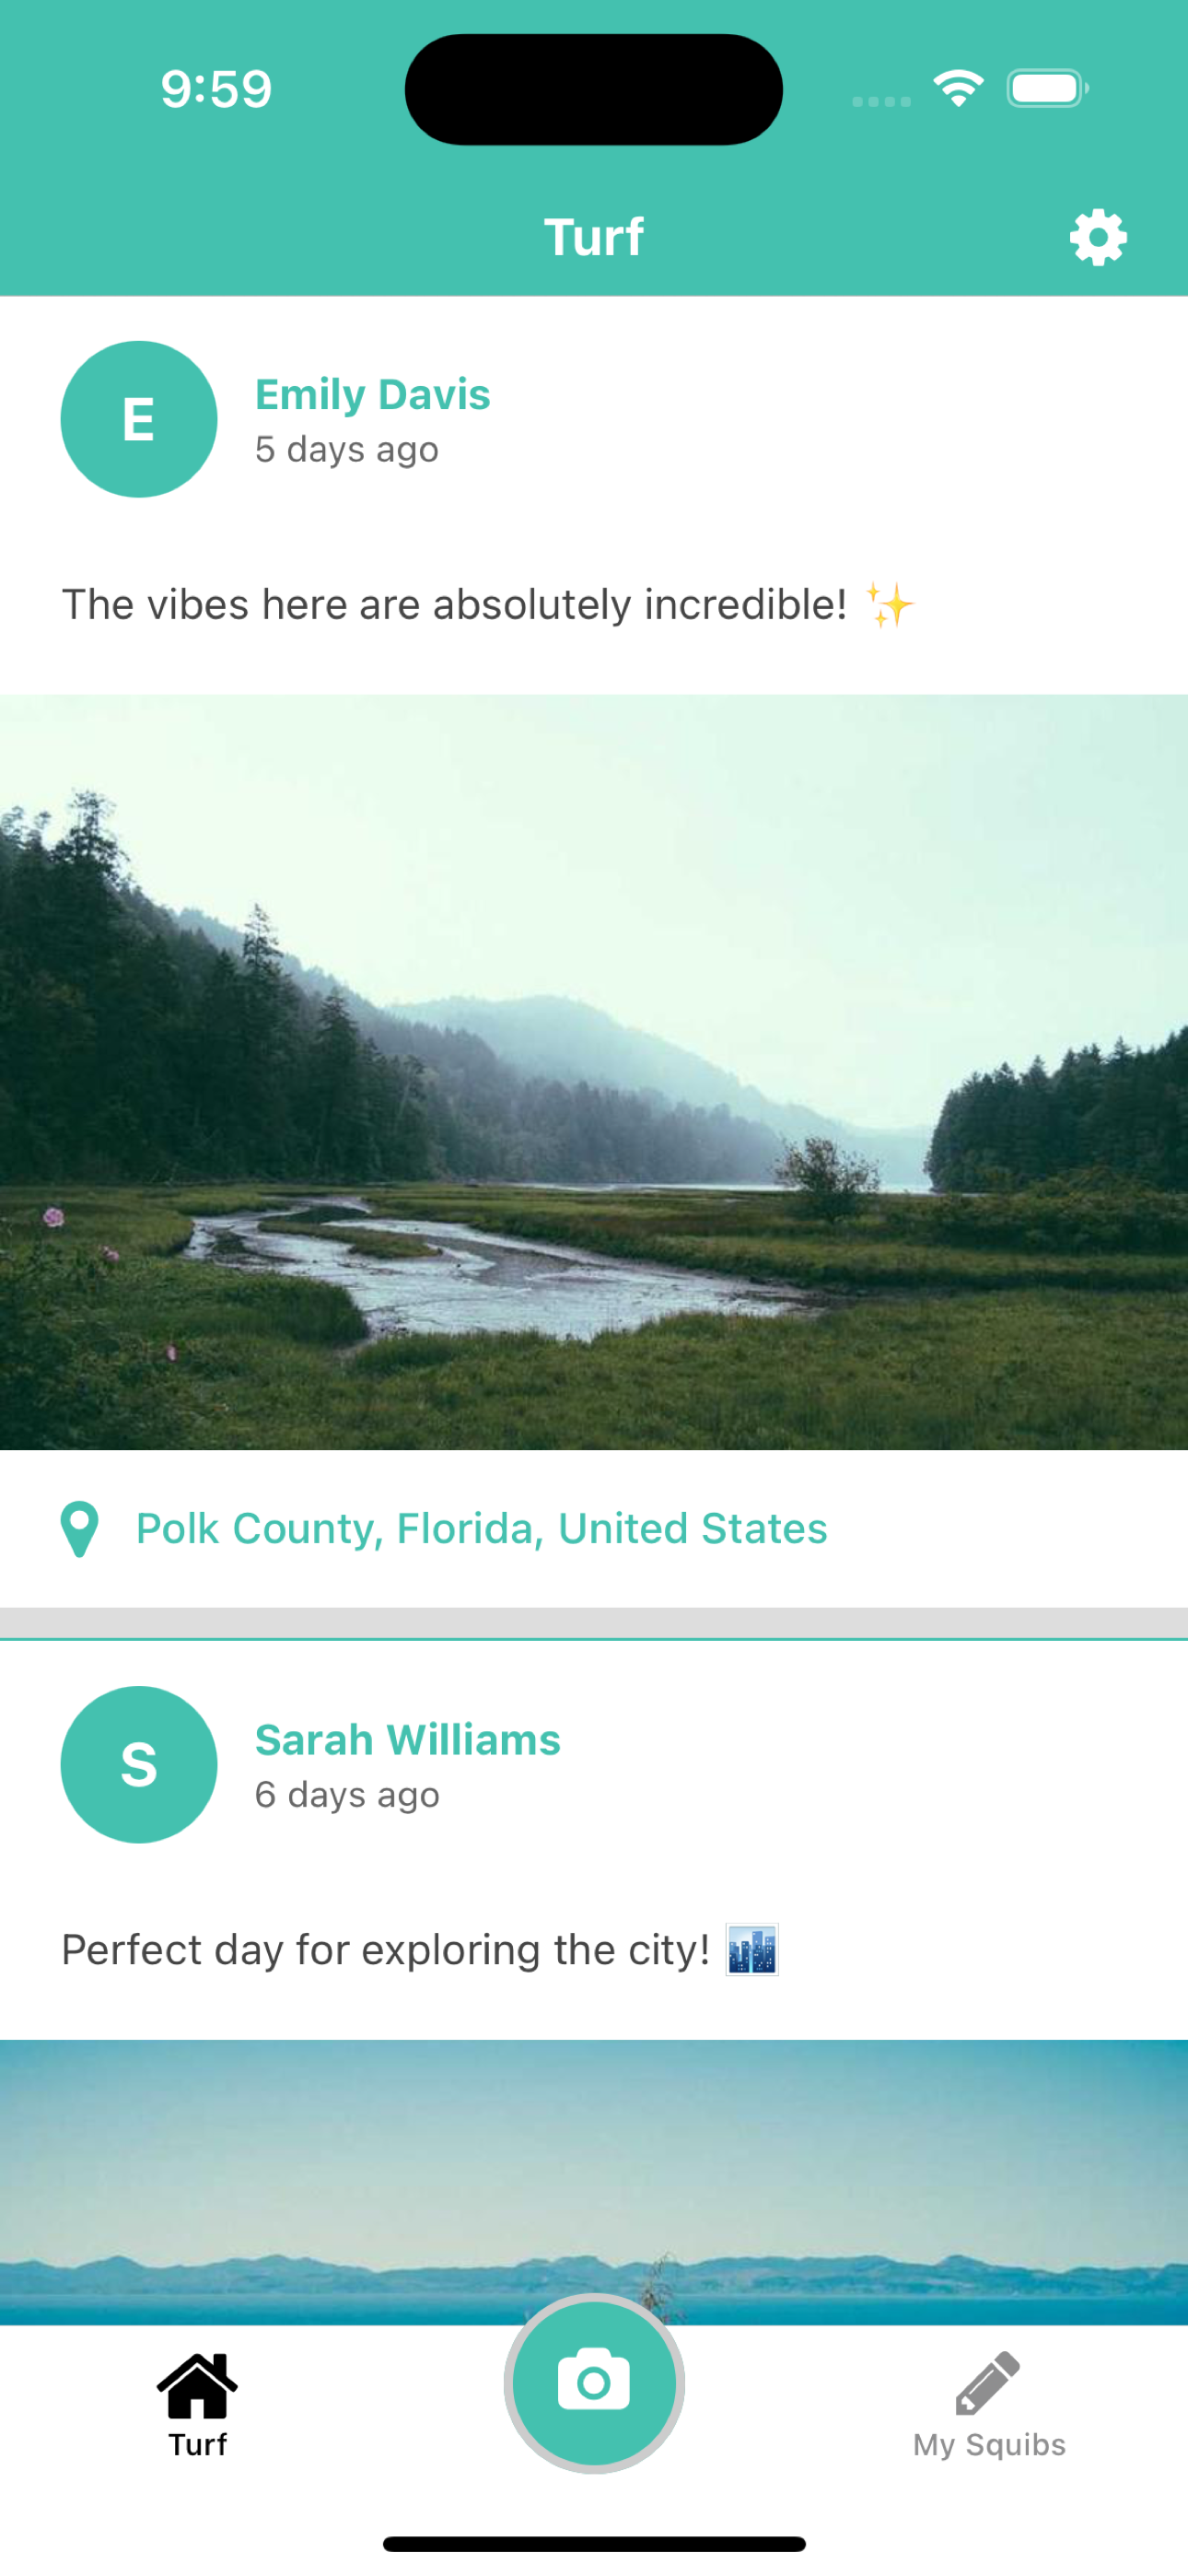 9:59
Turf
E
Emily Davis
5 days ago
The vibes here are absolutely incredible! ✨
Polk County, Florida, United States
S
Sarah Williams
6 days ago
Perfect day for exploring the city! 🏙️
Turf
My Squibs